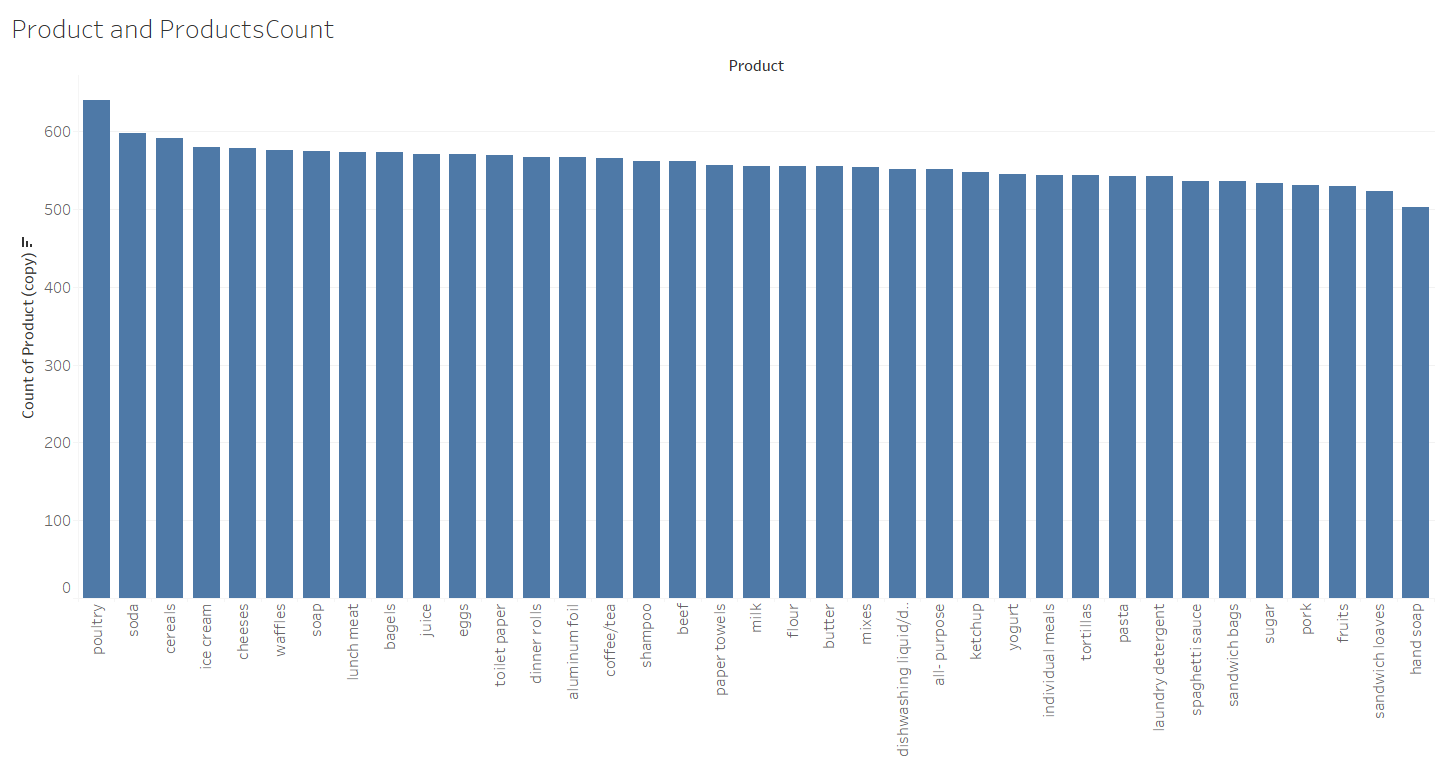 Product and ProductsCount
Product
Count of Product (copy)
600
500
400
300
200
100
0
poultry
soda
cereals
ice cream
cheeses
waffles
soap
lunch meat
bagels
juice
eggs
toilet paper
dinner rolls
aluminum foil
coffee/tea
shampoo
beef
paper towels
milk
flour
butter
mixes
dishwashing liquid/d..
all- purpose
ketchup
yogurt
individual meals
tortillas
pasta
laundry detergent
spaghetti sauce
sandwich bags
sugar
pork
fruits
sandwich loaves
hand soap